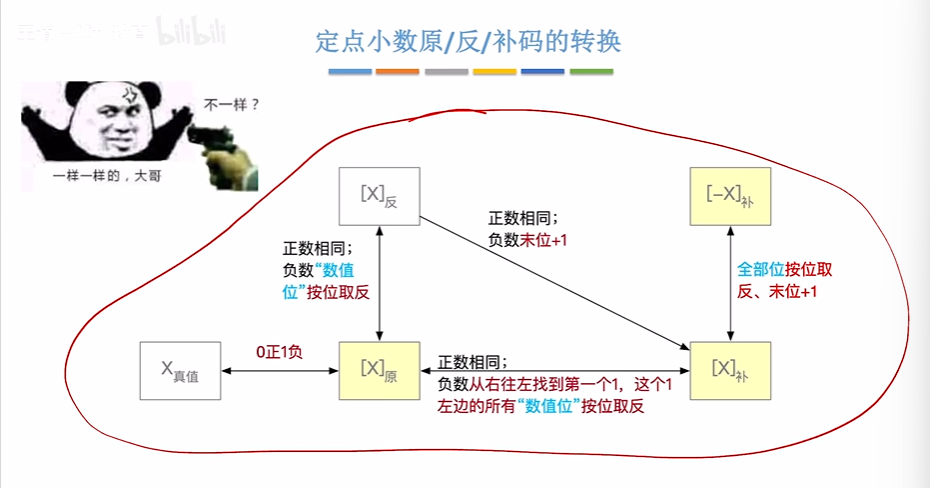 bilibili
定点小数原/反/补码的转换
不一样？
一样一样的，大哥
[X]反
[-X]补
正数相同；
负数末位+1
正数相同；
负数“数值
位”按位取反
全部位按位取
反、末位+1
X真值
0正1负
[X]原
正数相同；
负数从右往左找到第一个1，这个1
左边的所有“数值位”按位取反
[X]补